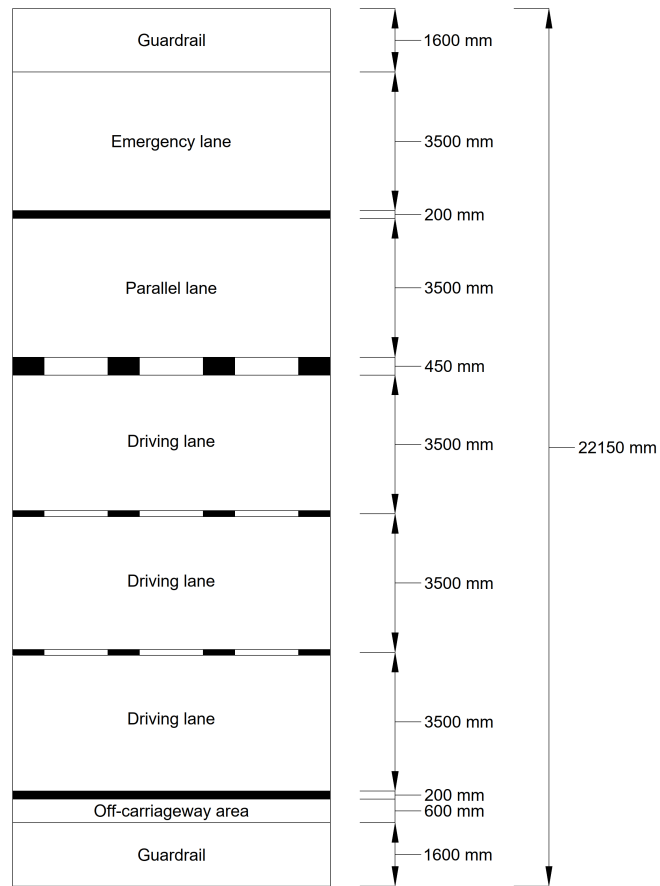 Guardrail
1600 mm
Emergency lane
3500 mm
200 mm
Parallel lane
3500 mm
450 mm
Driving lane
3500 mm
22150 mm
Driving lane
3500 mm
Driving lane
3500 mm
200 mm
Off-carriageway area
600 mm
Guardrail
1600 mm